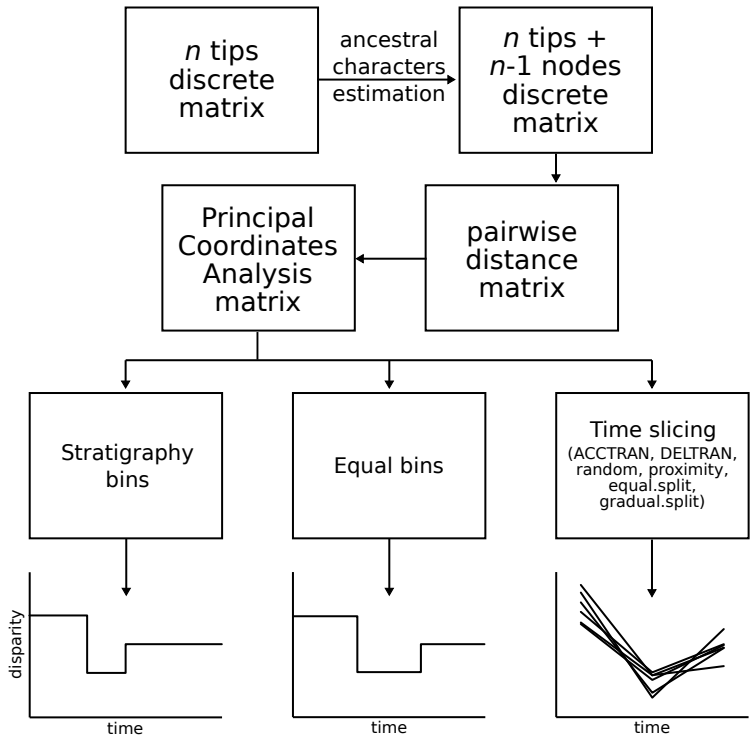 n tips
discrete
matrix
ancestral
characters
estimation
n tips +
n-1 nodes
discrete
matrix
Principal
Coordinates
Analysis
matrix
pairwise
distance
matrix
Stratigraphy
bins
Equal bins
Time slicing
(ACCTRAN, DELTRAN,
random, proximity,
equal.split,
gradual.split)
disparity
time
time
time